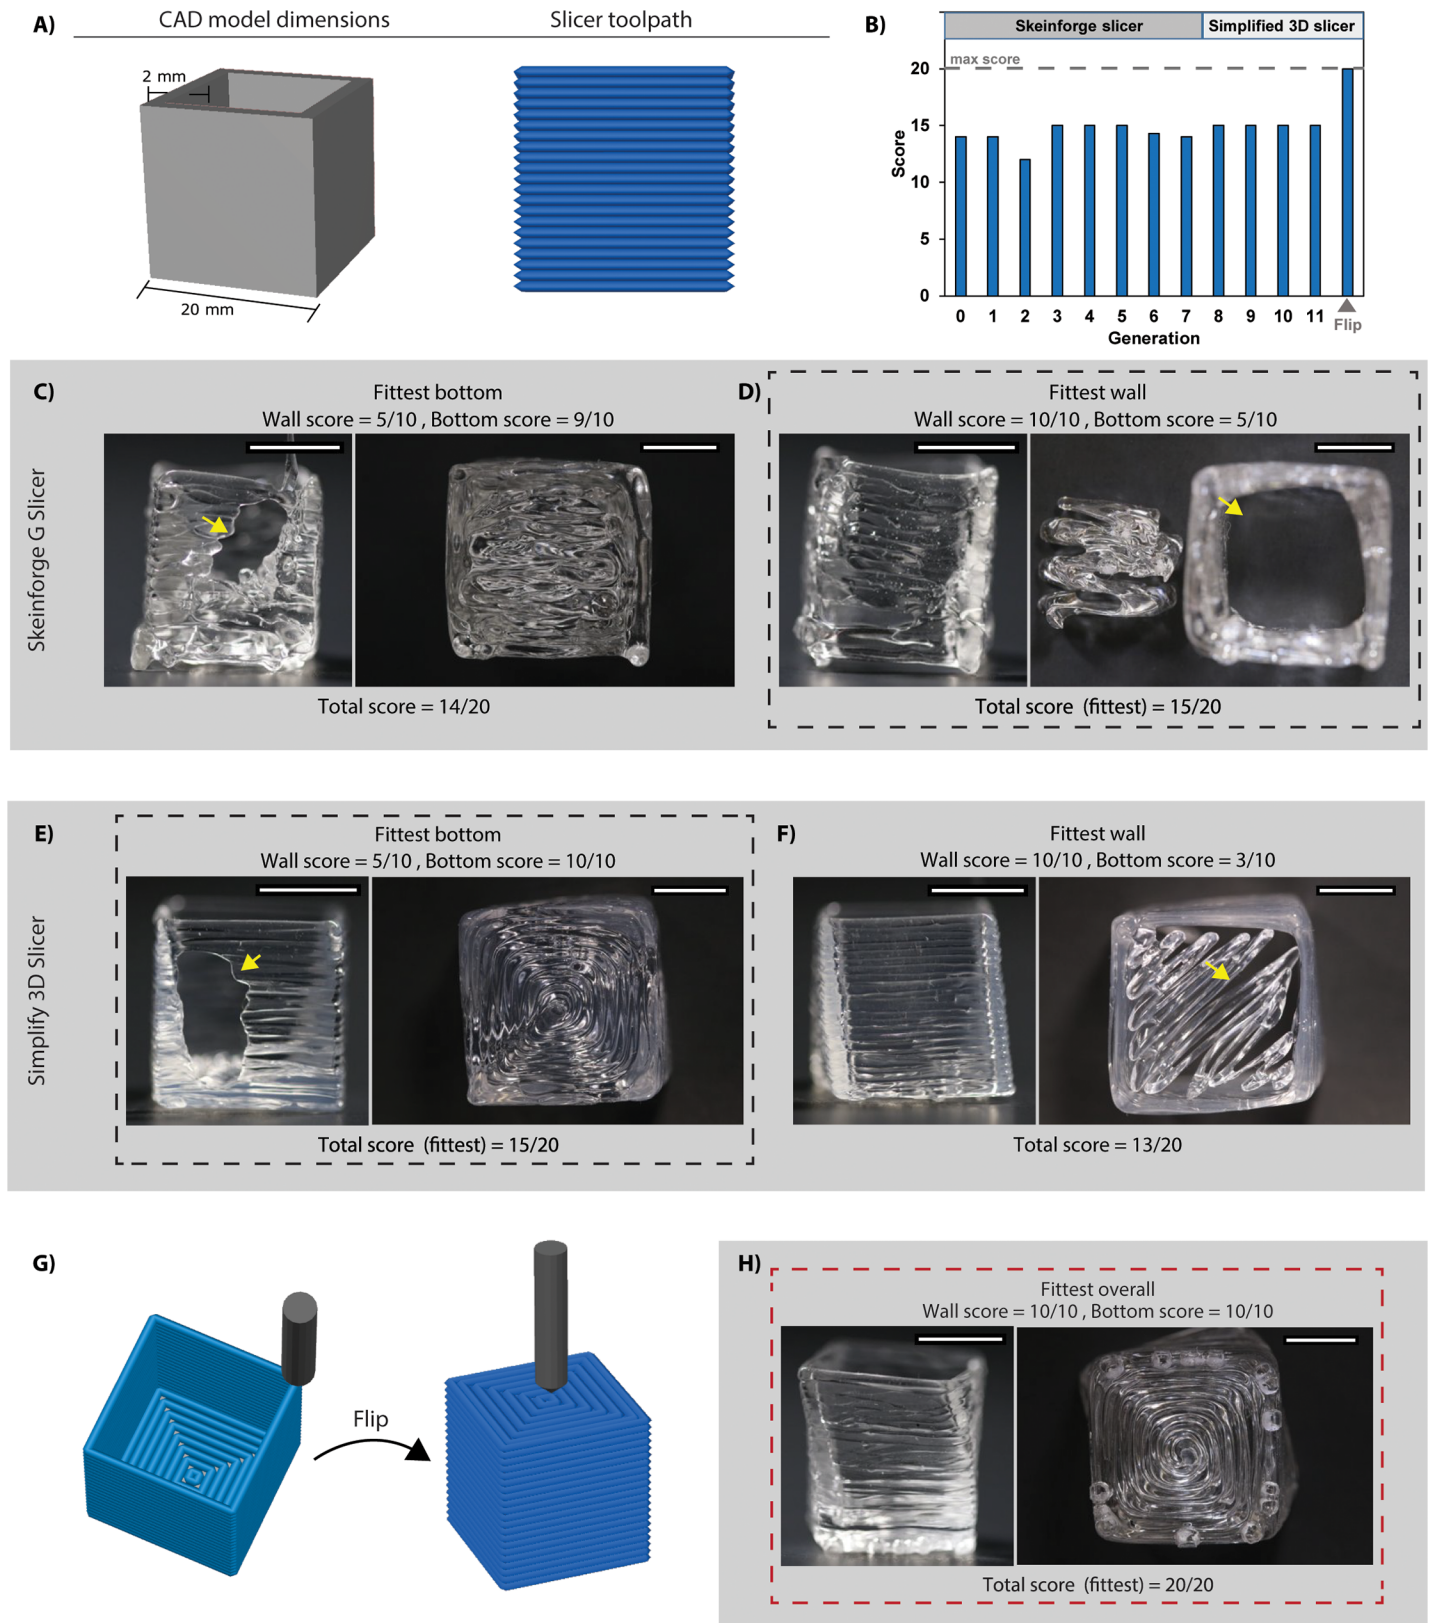 A)
CAD model dimensions
Slicer toolpath
2 mm
20 mm
B)
Skeinforge slicer
Simplified 3D slicer
max score
20
15
10
5
0
Score
0 1 2 3 4 5 6 7 8 9 10 11
Flip
Generation
Skeinforge G Slicer
C)
Fittest bottom
Wall score = 5/10 , Bottom score = 9/10
Total score = 14/20
D)
Fittest wall
Wall score = 10/10 , Bottom score = 5/10
Total score (fittest) = 15/20
Simplify 3D Slicer
E)
Fittest bottom
Wall score = 5/10 , Bottom score = 10/10
Total score (fittest) = 15/20
F)
Fittest wall
Wall score = 10/10 , Bottom score = 3/10
Total score = 13/20
G)
Flip
H)
Fittest overall
Wall score = 10/10 , Bottom score = 10/10
Total score (fittest) = 20/20